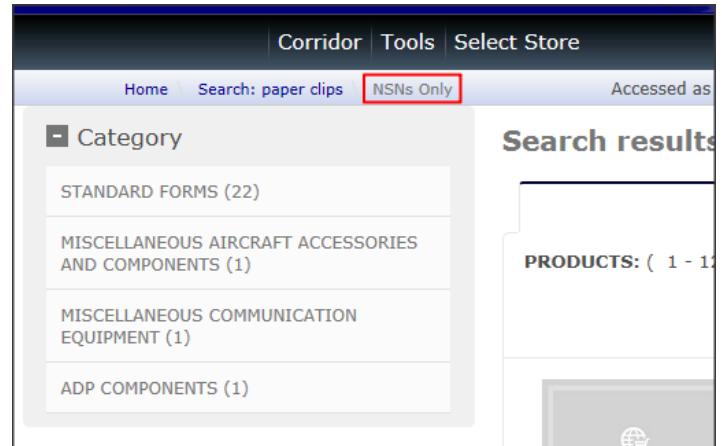 Corridor Tools Select Store
Home Search: paper clips NSNs Only Accessed as
Category
STANDARD FORMS (22)
MISCELLANEOUS AIRCRAFT ACCESSORIES
AND COMPONENTS (1)
MISCELLANEOUS COMMUNICATION
EQUIPMENT (1)
ADP COMPONENTS (1)
Search results
PRODUCTS: ( 1 - 12